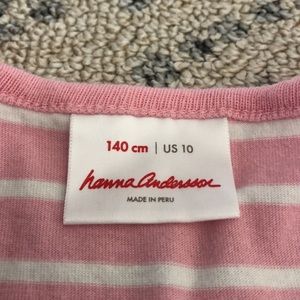 140 cm | US 10
hanna andersson
MADE IN PERU